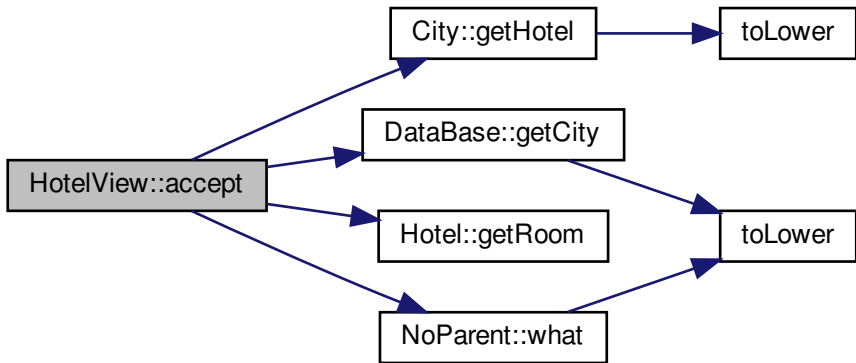 City::getHotel
toLower
DataBase::getCity
HotelView::accept
Hotel::getRoom
toLower
NoParent::what